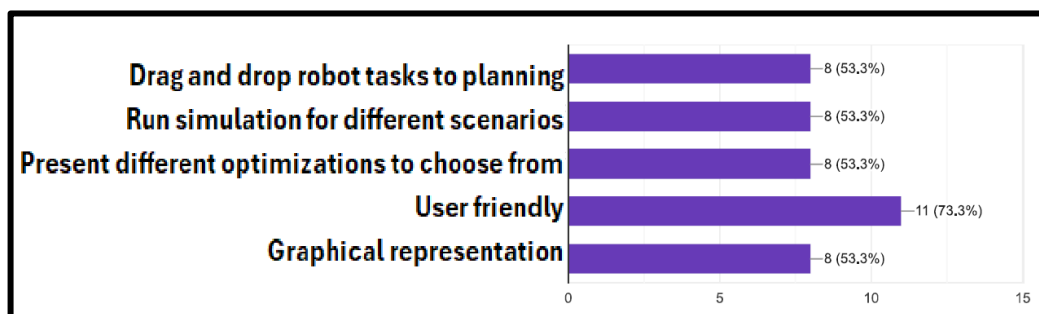 Drag and drop robot tasks to planning
8 (53.3%)
Run simulation for different scenarios
8 (53.3%)
Present different optimizations to choose from
8 (53.3%)
User friendly
11 (73.3%)
Graphical representation
8 (53.3%)
0 5 10 15